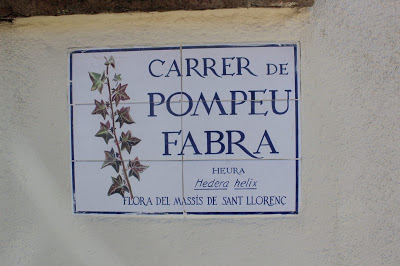 CARRER DE
POMPEU
FABRA
HEURA
Hedera helix
FLORA DEL MASSÍS DE SANT LLORENÇ